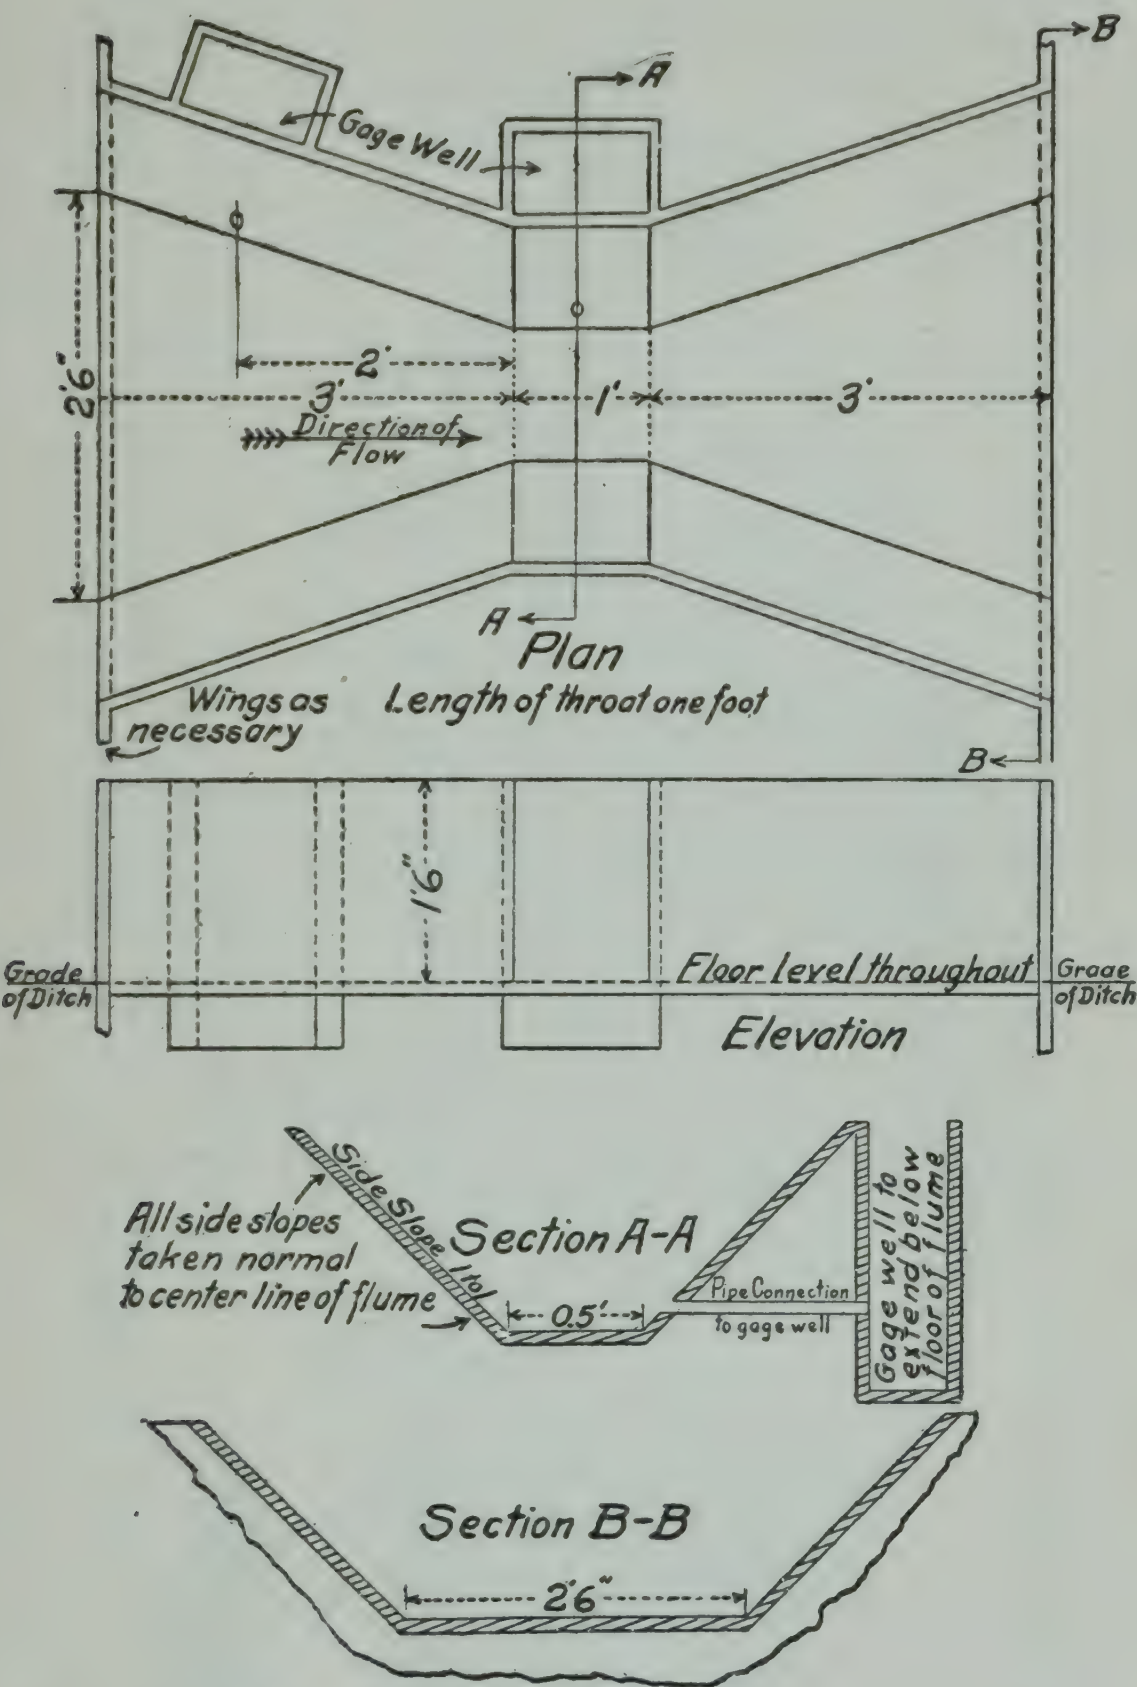 B
A
Gage Well
2'6"
2'
3'
1'
3'
Direction of
Flow
A
Plan
Length of throat one foot
Wings as
necessary
B
1'6"
Grade
of Ditch
Floor level throughout
Grade
of Ditch
Elevation
Side Slope 1 to 1
All side slopes
taken normal
to center line of flume
Section A-A
0.5'
Pipe Connection
to gage well
Gage well to
extend below
floor of flume
Section B-B
2'6"